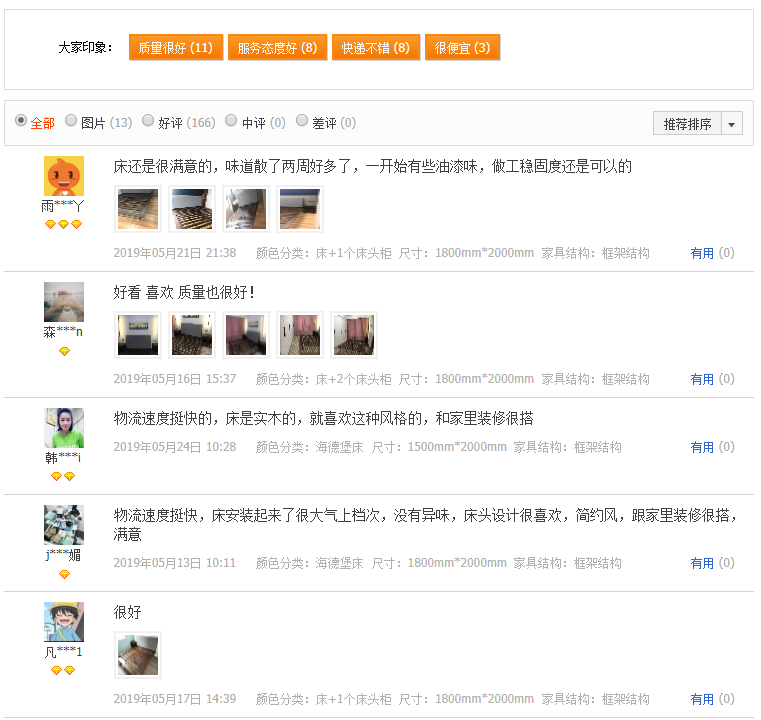 大家印象： 质量很好 (11) 服务态度好 (8) 快递不错 (8) 很便宜 (3)
全部 图片 (13) 好评 (166) 中评 (0) 差评 (0) 推荐排序
床还是很满意的，味道散了两周好多了，一开始有些油漆味，做工稳固度还是可以的
雨***丫
2019年05月21日 21:38 颜色分类：床+1个床头柜 尺寸：1800mm*2000mm 家具结构：框架结构 有用 (0)
好看 喜欢 质量也很好！
森***n
2019年05月16日 15:37 颜色分类：床+2个床头柜 尺寸：1800mm*2000mm 家具结构：框架结构 有用 (0)
物流速度挺快的，床是实木的，就喜欢这种风格的，和家里装修很搭
2019年05月24日 10:28 颜色分类：海德堡床 尺寸：1500mm*2000mm 家具结构：框架结构 有用 (0)
韩***i
物流速度挺快，床安装起来了很大气上档次，没有异味，床头设计很喜欢，简约风，跟家里装修很搭，
满意
j***媚
2019年05月13日 10:11 颜色分类：海德堡床 尺寸：1800mm*2000mm 家具结构：框架结构 有用 (0)
很好
凡***1
2019年05月17日 14:39 颜色分类：床+1个床头柜 尺寸：1800mm*2000mm 家具结构：框架结构 有用 (0)